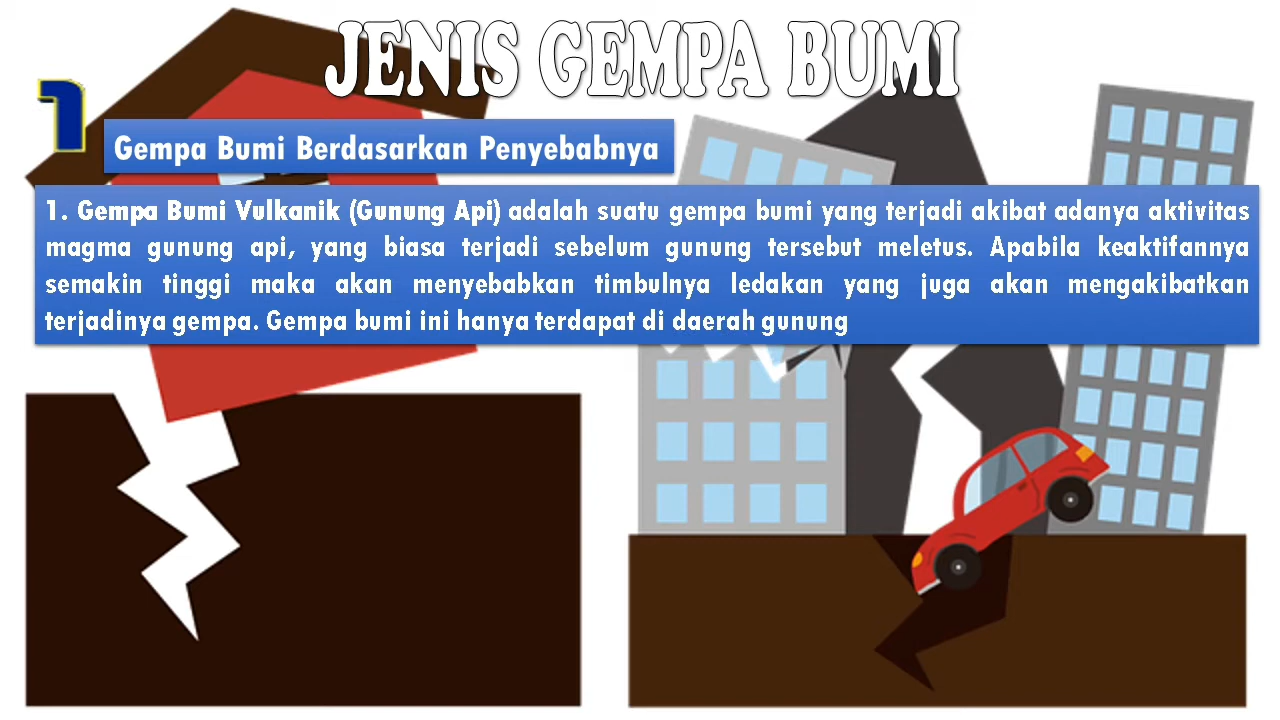 JENIS GEMPA BUMI
1
Gempa Bumi Berdasarkan Penyebabnya
1. Gempa Bumi Vulkanik (Gunung Api) adalah suatu gempa bumi yang terjadi akibat adanya aktivitas
magma gunung api, yang biasa terjadi sebelum gunung tersebut meletus. Apabila keaktifannya
semakin tinggi maka akan menyebabkan timbulnya ledakan yang juga akan mengakibatkan
terjadinya gempa. Gempa bumi ini hanya terdapat di daerah gunung